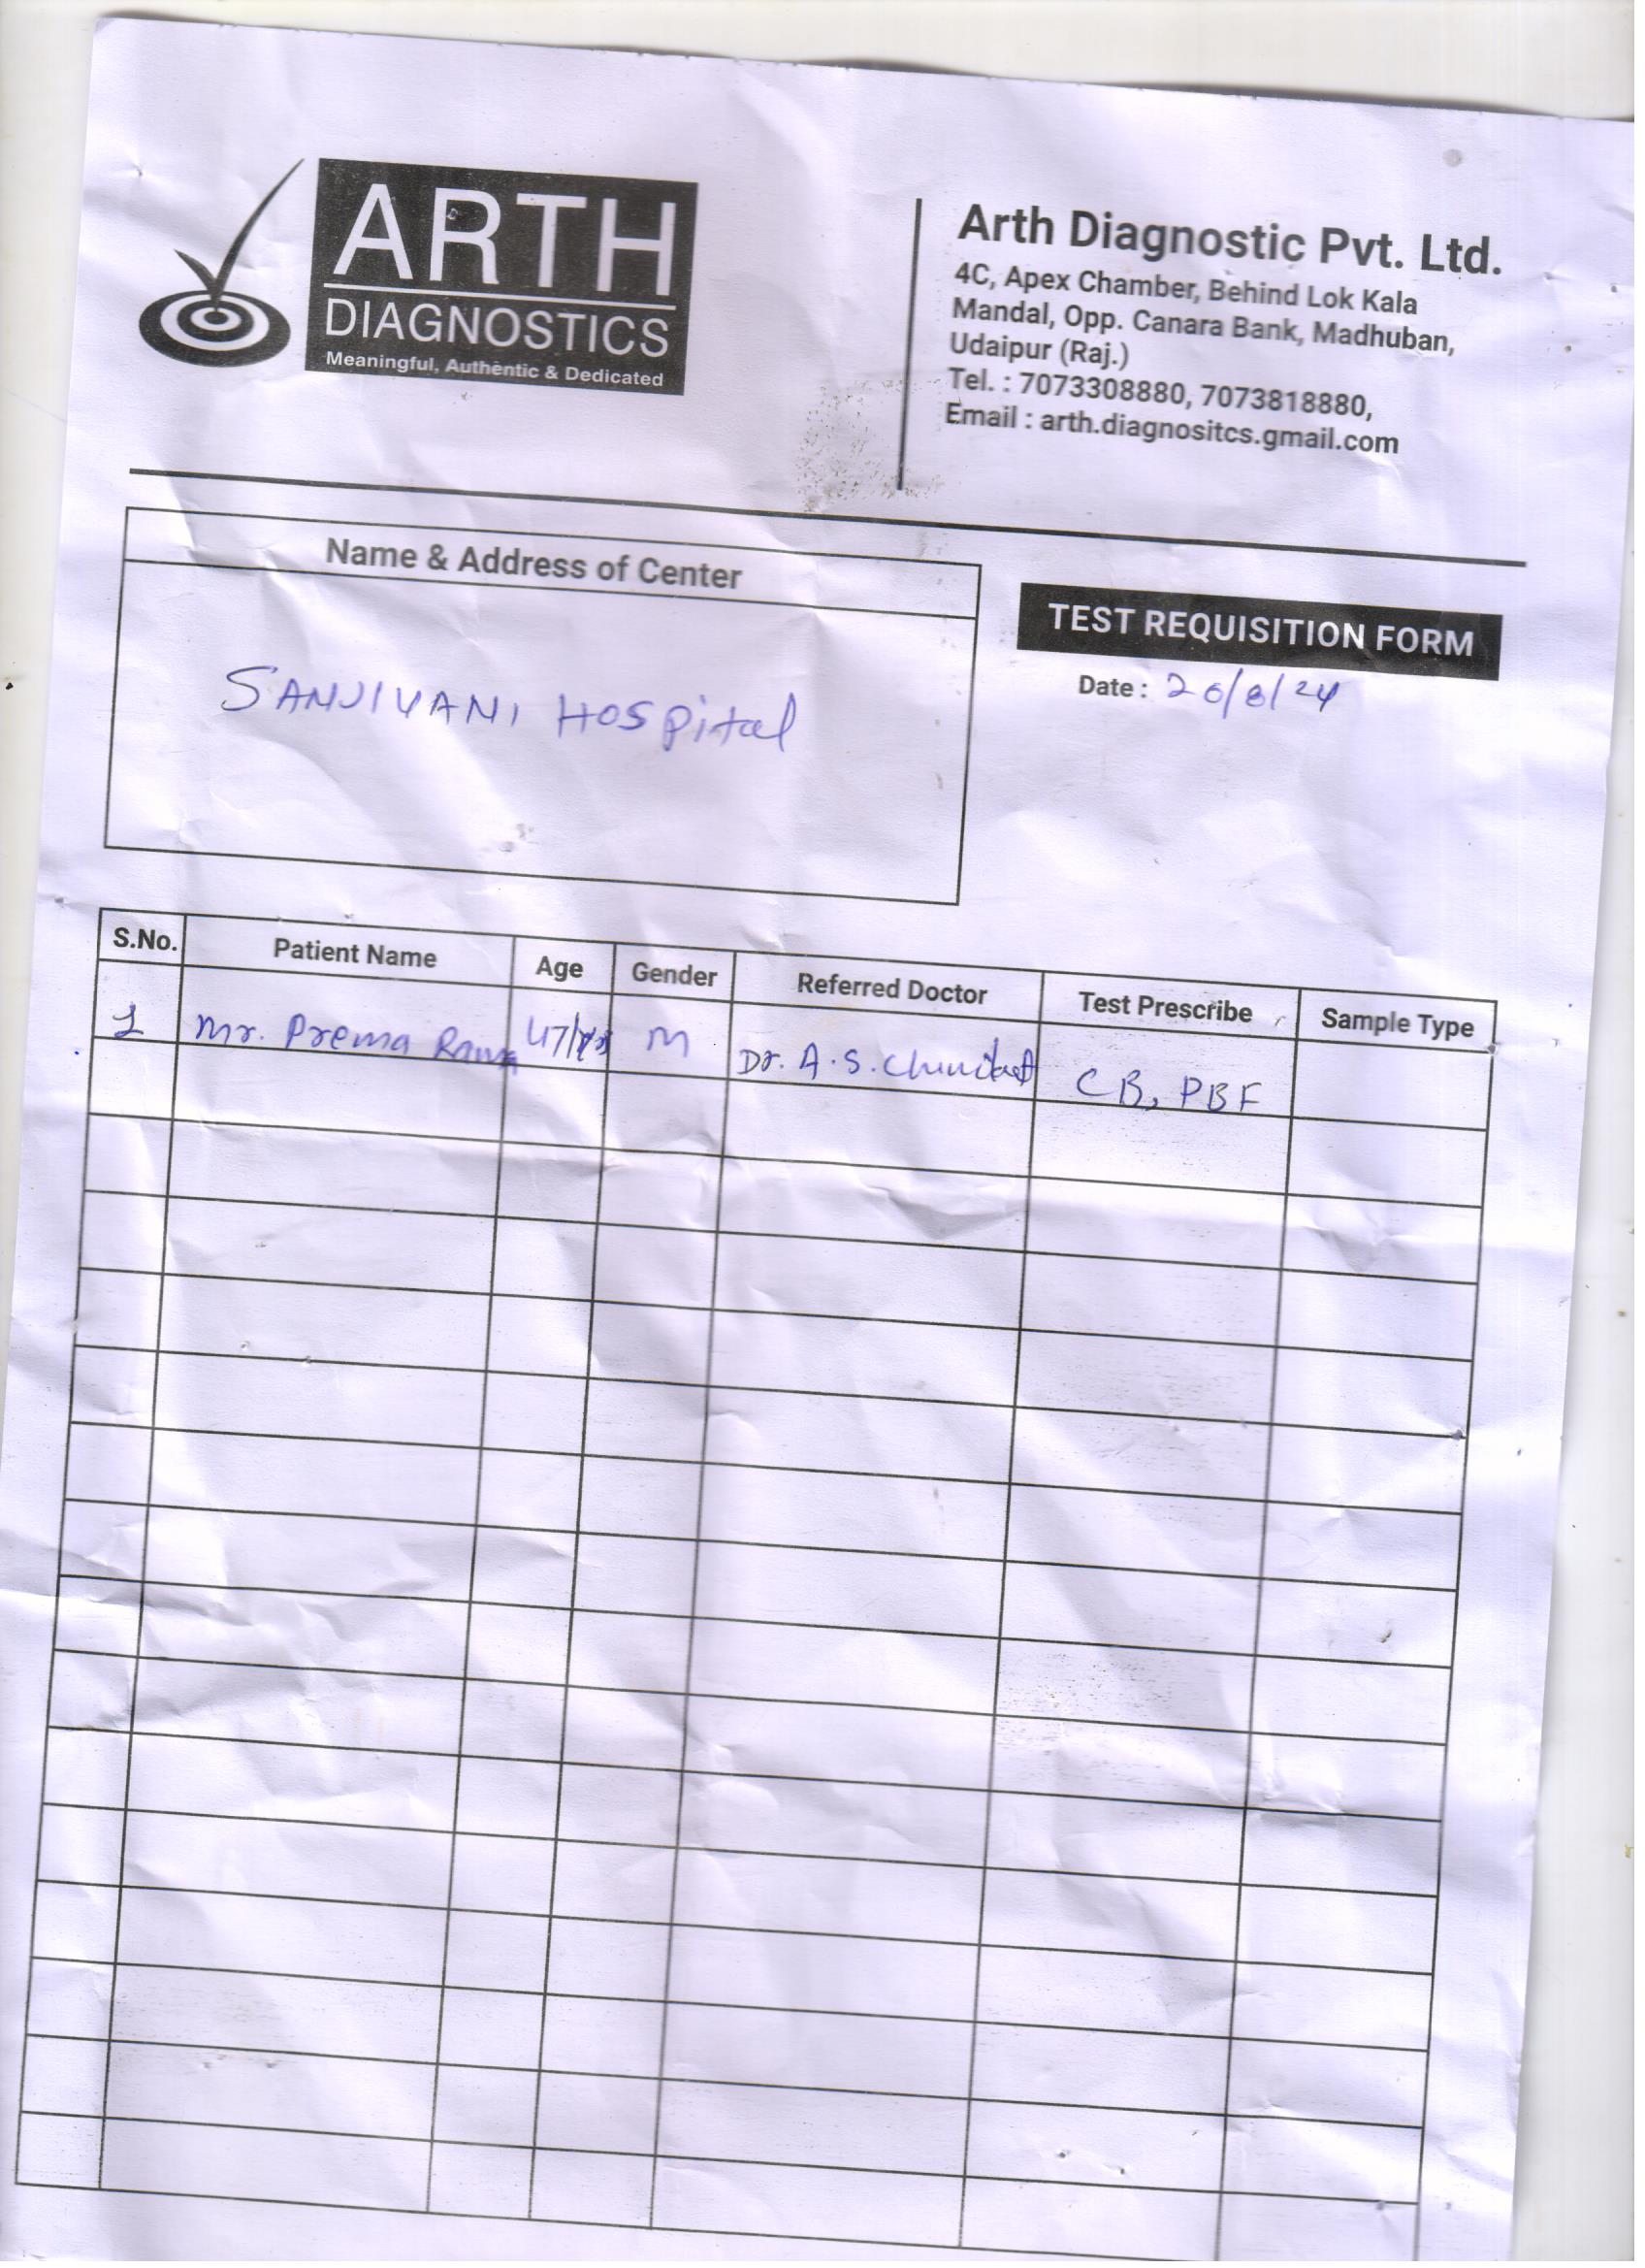 ARTH
DIAGNOSTICS
Meaningful, Authentic & Dedicated
Arth Diagnostic Pvt. Ltd.
4C, Apex Chamber, Behind Lok Kala
Mandal, Opp. Canara Bank, Madhuban,
Udaipur (Raj.)
Tel. : 7073308880, 7073818880,
Email : arth.diagnositcs.gmail.com
Name & Address of Center
SANJIVANI HOSpital
TEST REQUISITION FORM
Date : 20/8/24
S.No. Patient Name Age Gender Referred Doctor Test Prescribe Sample Type
1 Mr. Prema Rama 47/yrs M Dr. A.S. CB, PBF